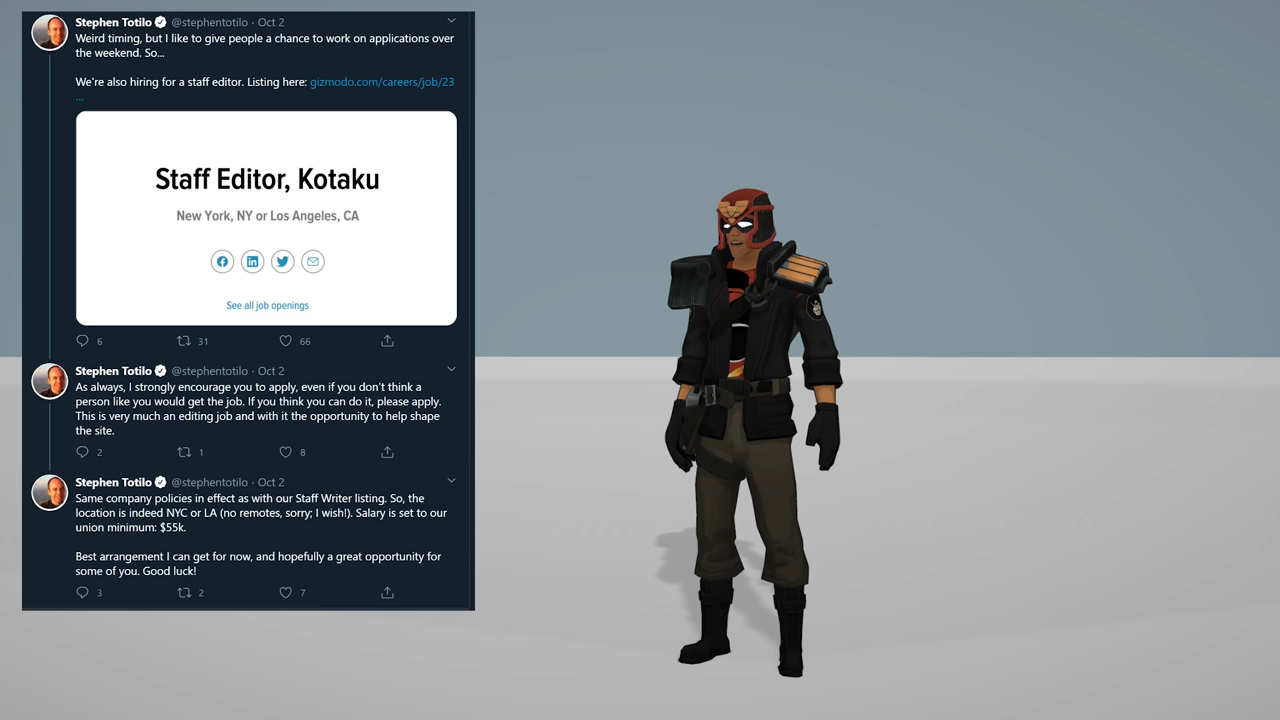 Stephen Totilo @stephentotilo · Oct 2
Weird timing, but I like to give people a chance to work on applications over
the weekend. So...
We're also hiring for a staff editor. Listing here: gizmodo.com/careers/job/23
...
Staff Editor, Kotaku
New York, NY or Los Angeles, CA
See all job openings
6 31 66
Stephen Totilo @stephentotilo · Oct 2
As always, I strongly encourage you to apply, even if you don't think a
person like you would get the job. If you think you can do it, please apply.
This is very much an editing job and with it the opportunity to help shape
the site.
2 1 8
Stephen Totilo @stephentotilo · Oct 2
Same company policies in effect as with our Staff Writer listing. So, the
location is indeed NYC or LA (no remotes, sorry; I wish!). Salary is set to our
union minimum: $55k.
Best arrangement I can get for now, and hopefully a great opportunity for
some of you. Good luck!
3 2 7